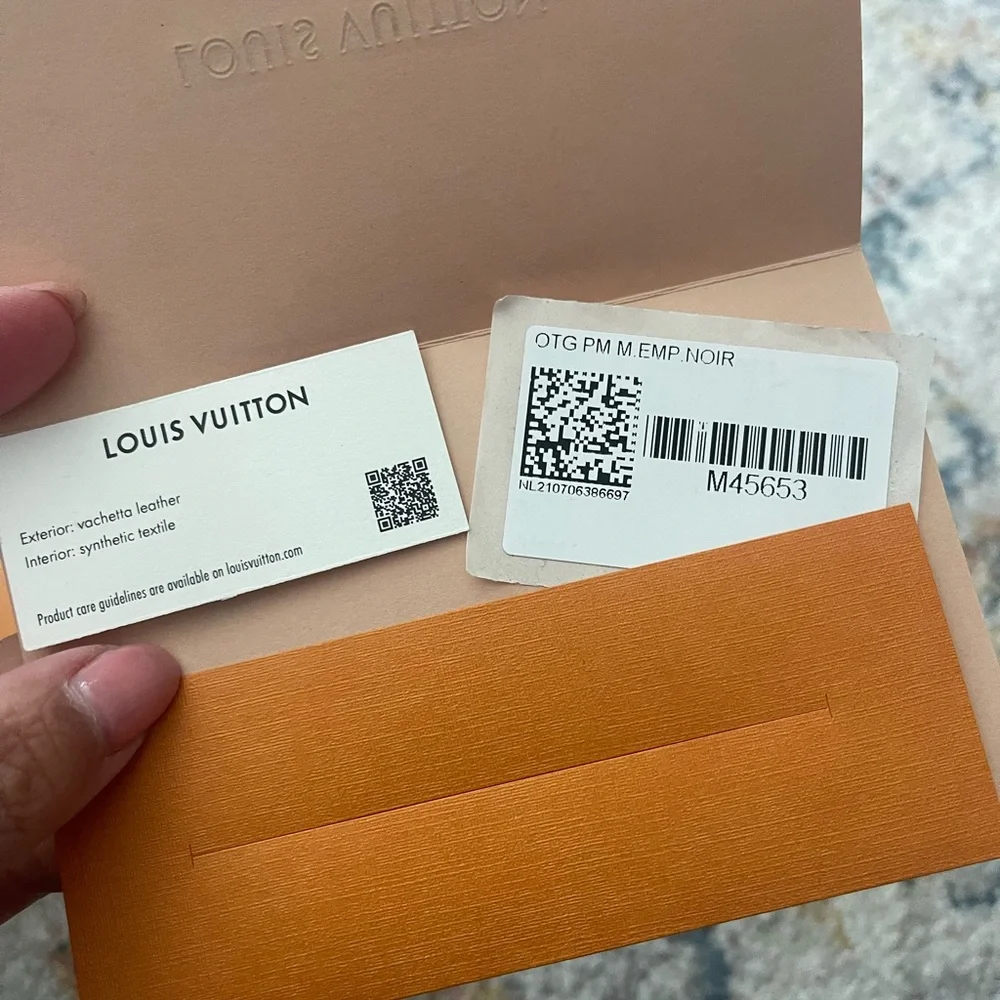 LOUIS VUITTON
LOUIS VUITTON
Exterior: vachetta leather
Interior: synthetic textile
Product care guidelines are available on louisvuitton.com
OTG PM M.EMP.NOIR
NL210706386697
M45653